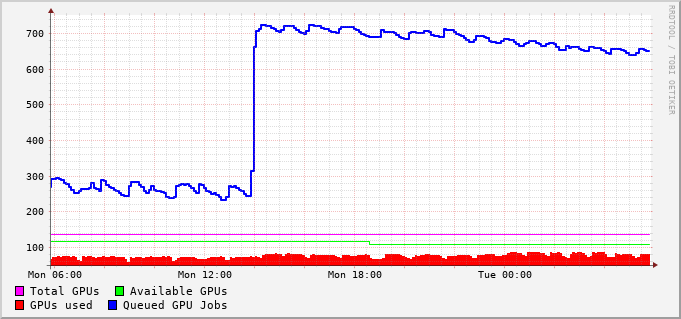 RRDTOOL / TOBI OETIKER
700
600
500
400
300
200
100
Mon 06:00 Mon 12:00 Mon 18:00 Tue 00:00
Total GPUs Available GPUs
GPUs used Queued GPU Jobs